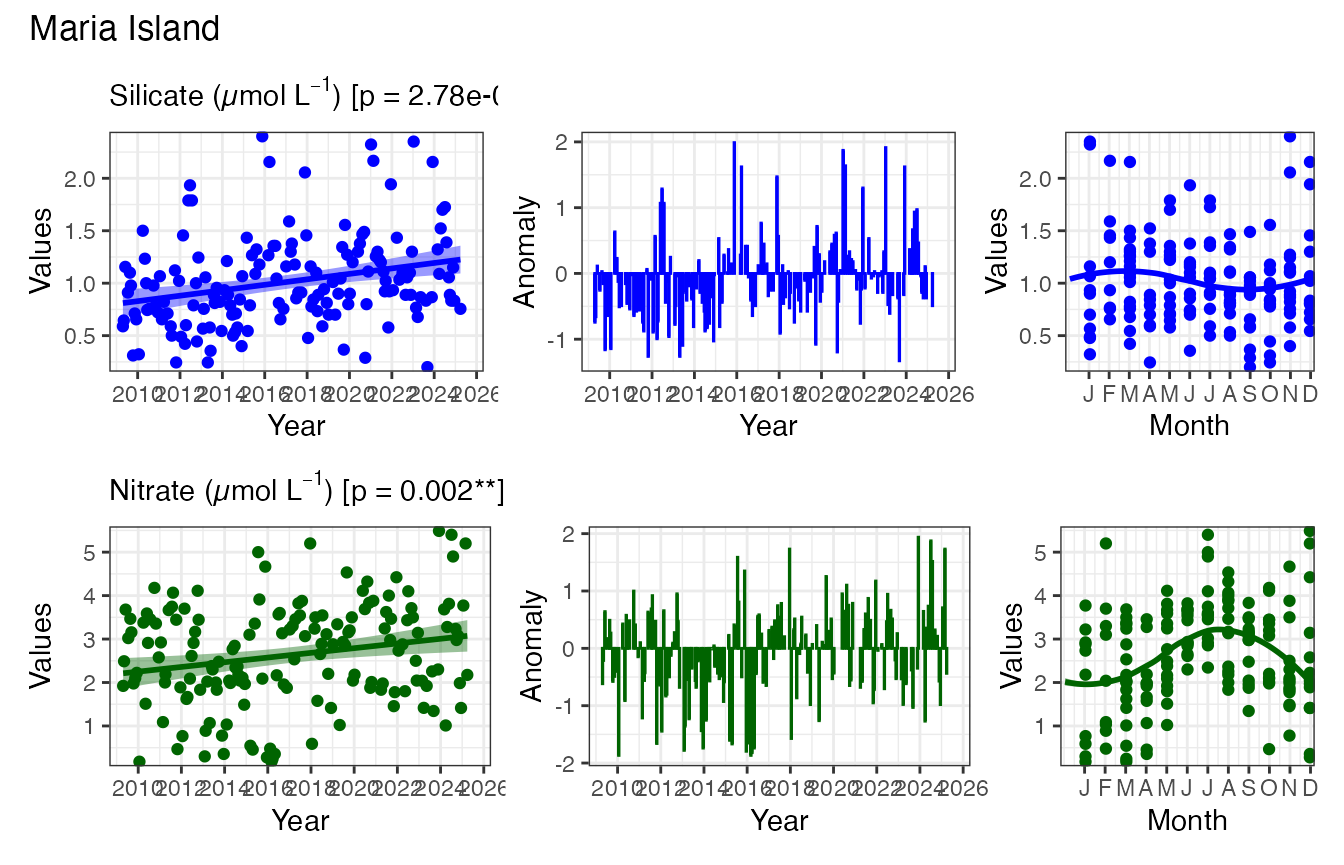 Maria Island
Silicate (μmol L⁻¹) [p = 2.78e-
Values
2.0
1.5
1.0
0.5
2010 2012 2014 2016 2018 2020 2022 2024 2026
Year
Anomaly
2
1
0
-1
2010 2012 2014 2016 2018 2020 2022 2024 2026
Year
Values
2.0
1.5
1.0
0.5
J F M A M J J A S O N D
Month
Nitrate (μmol L⁻¹) [p = 0.002**]
Values
5
4
3
2
1
2010 2012 2014 2016 2018 2020 2022 2024 2026
Year
Anomaly
2
1
0
-1
-2
2010 2012 2014 2016 2018 2020 2022 2024 2026
Year
Values
5
4
3
2
1
J F M A M J J A S O N D
Month